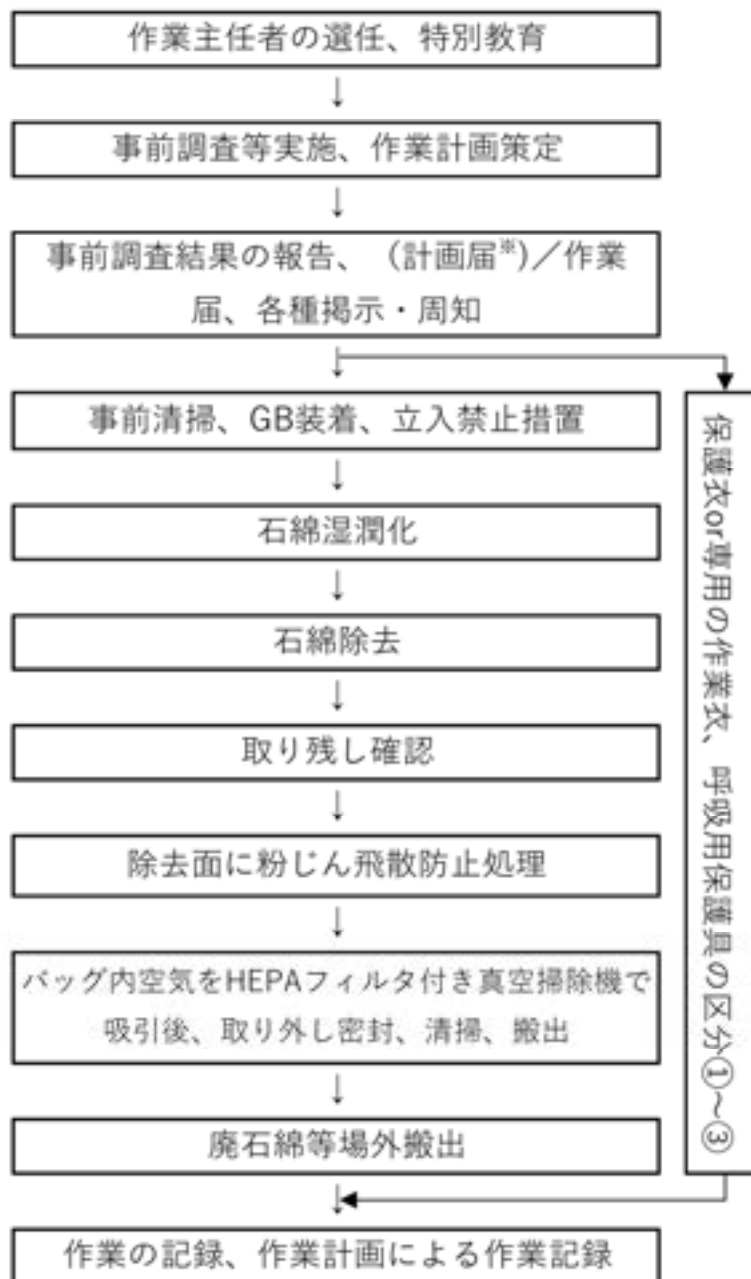 作業主任者の選任、特別教育
↓
事前調査等実施、作業計画策定
↓
事前調査結果の報告、（計画届※）／作業
届、各種掲示・周知
↓
事前清掃、GB装着、立入禁止措置
↓
石綿湿潤化
↓
石綿除去
↓
取り残し確認
↓
除去面に粉じん飛散防止処理
↓
バッグ内空気をHEPAフィルタ付き真空掃除機で
吸引後、取り外し密封、清掃、搬出
↓
廃石綿等場外搬出
↓
作業の記録、作業計画による作業記録
保護衣or専用の作業衣、呼吸用保護具の区分①～③